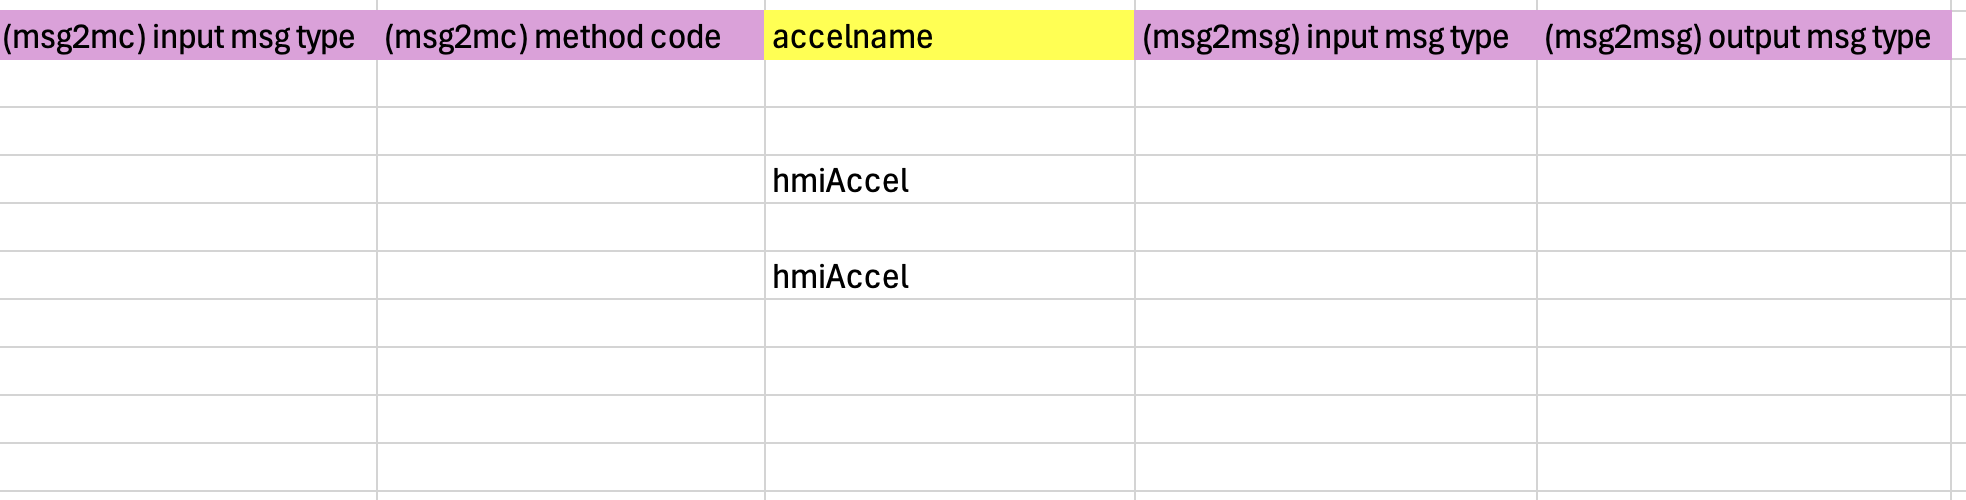 (msg2mc) input msg type (msg2mc) method code accelname (msg2msg) input msg type (msg2msg) output msg type
hmiAccel
hmiAccel